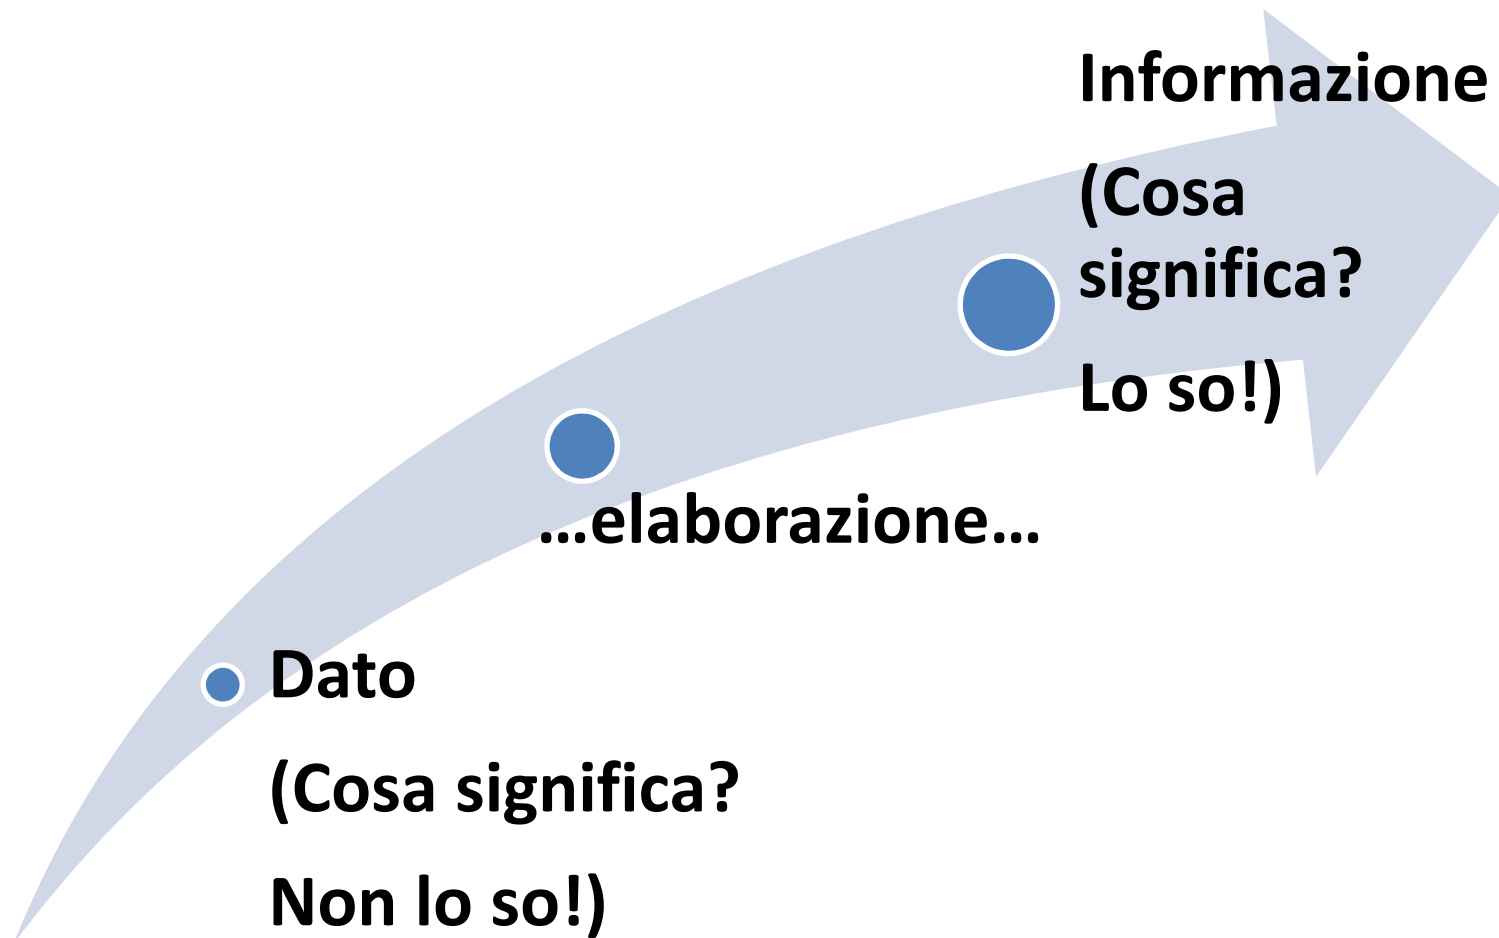 Informazione
(Cosa
significa?
Lo so!)
…elaborazione…
Dato
(Cosa significa?
Non lo so!)